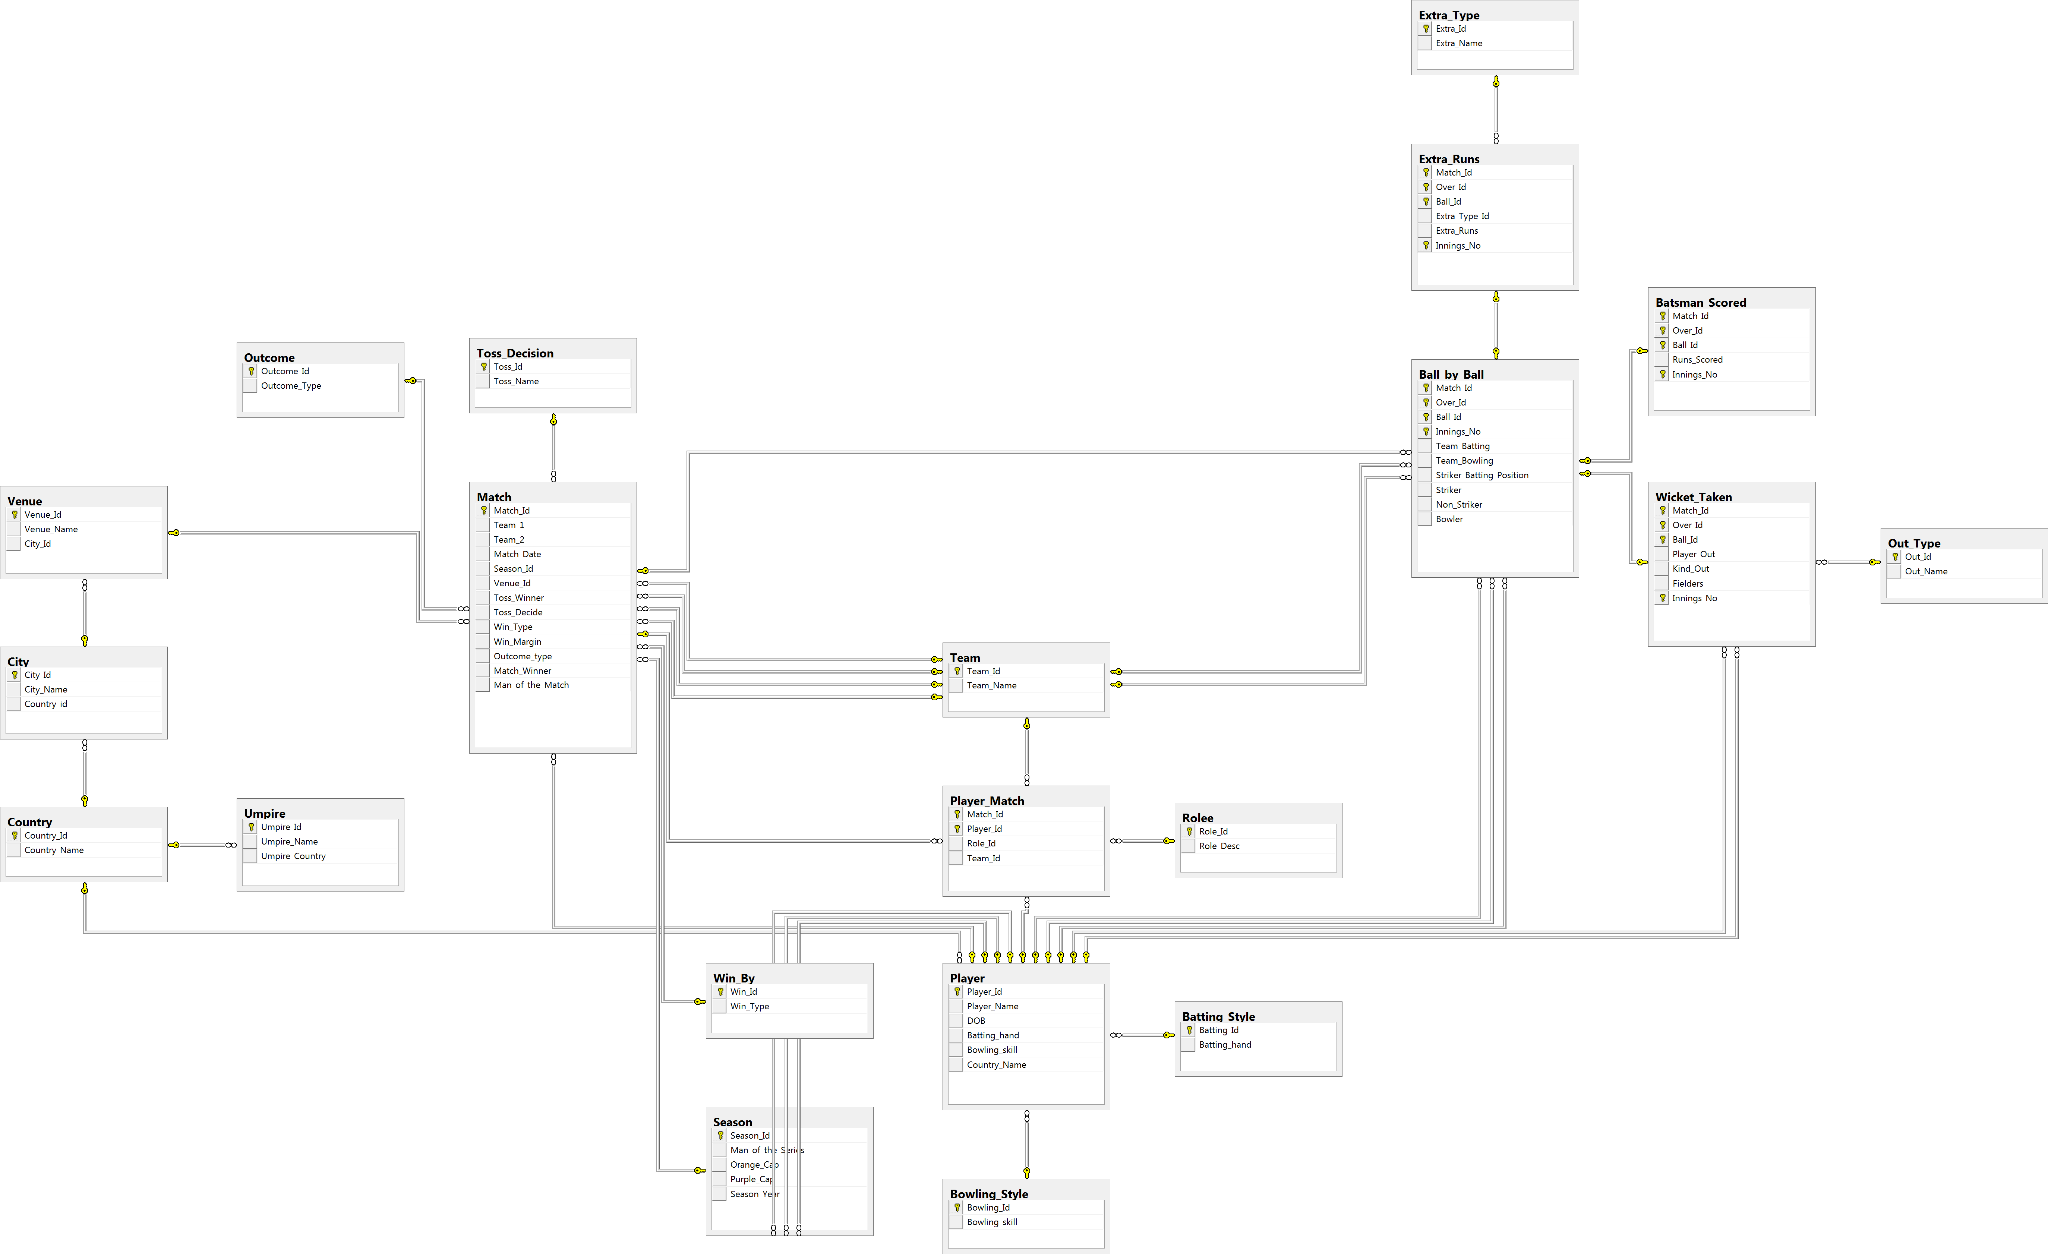 Extra_Type
Extra_Id
Extra_Name
Extra_Runs
Match_Id
Over_Id
Ball_Id
Extra_Type_Id
Extra_Runs
Innings_No
Batsman_Scored
Match_Id
Over_Id
Ball_Id
Runs_Scored
Innings_No
Outcome
Outcome_Id
Outcome_Type
Toss_Decision
Toss_Id
Toss_Name
Ball_by_Ball
Match_Id
Over_Id
Ball_Id
Innings_No
Team_Batting
Team_Bowling
Striker_Batting_Position
Striker
Non_Striker
Bowler
Venue
Venue_Id
Venue_Name
City_Id
Match
Match_Id
Team_1
Team_2
Match_Date
Season_Id
Venue_Id
Toss_Winner
Toss_Decide
Win_Type
Win_Margin
Outcome_type
Match_Winner
Man_of_the_Match
Wicket_Taken
Match_Id
Over_Id
Ball_Id
Player_Out
Kind_Out
Fielders
Innings_No
Out_Type
Out_Id
Out_Name
City
City_Id
City_Name
Country_id
Team
Team_Id
Team_Name
Country
Country_Id
Country_Name
Umpire
Umpire_Id
Umpire_Name
Umpire_Country
Player_Match
Match_Id
Player_Id
Role_Id
Team_Id
Rolee
Role_Id
Role_Desc
Win_By
Win_Id
Win_Type
Player
Player_Id
Player_Name
DOB
Batting_hand
Bowling_skill
Country_Name
Batting_Style
Batting_Id
Batting_hand
Season
Season_Id
Man_of_the_Series
Orange_Cap
Purple_Cap
Season_Year
Bowling_Style
Bowling_Id
Bowling_skill